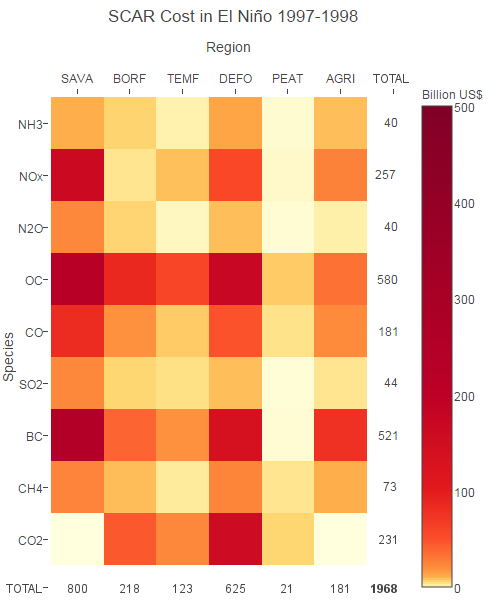 SCAR Cost in El Niño 1997-1998
Region
SAVA BORF TEMF DEFO PEAT AGRI TOTAL
Billion US$
NH3 40
NOx 257
N2O 40
OC 580
CO 181
SO2 44
BC 521
CH4 73
CO2 231
TOTAL 800 218 123 625 21 181 1968
Species
500
400
300
200
100
0